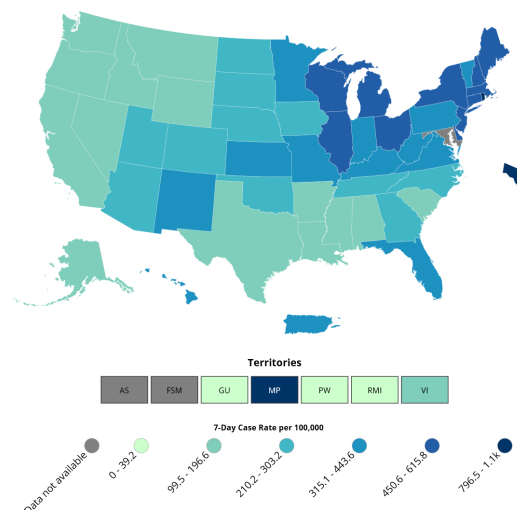 Territories
AS FSM GU MP PW RMI VI
7-Day Case Rate per 100,000
Data not available
0 - 39.2
99.5 - 196.6
210.2 - 303.2
315.1 - 443.6
450.6 - 615.8
796.5 - 1.1k